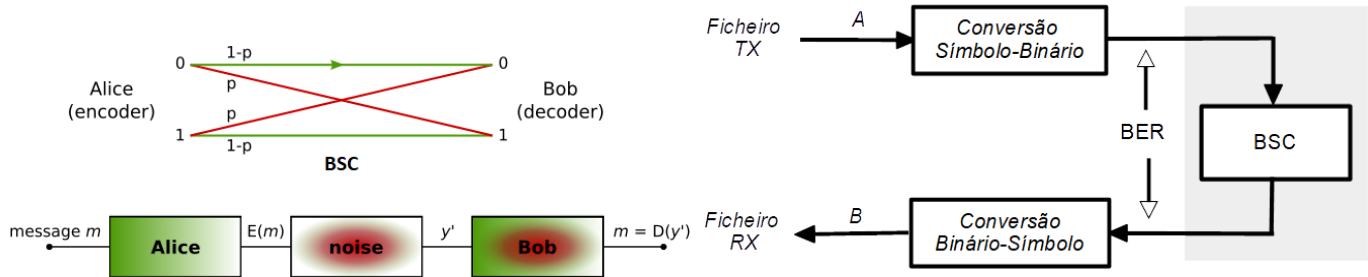 1-p
0
0
Alice
(encoder)
p
Bob
(decoder)
p
1
1
1-p
BSC
message m
Alice
E(m)
noise
y'
Bob
m = D(y')
Ficheiro
TX
A
Conversão
Símbolo-Binário
BER
BSC
Ficheiro
RX
B
Conversão
Binário-Símbolo